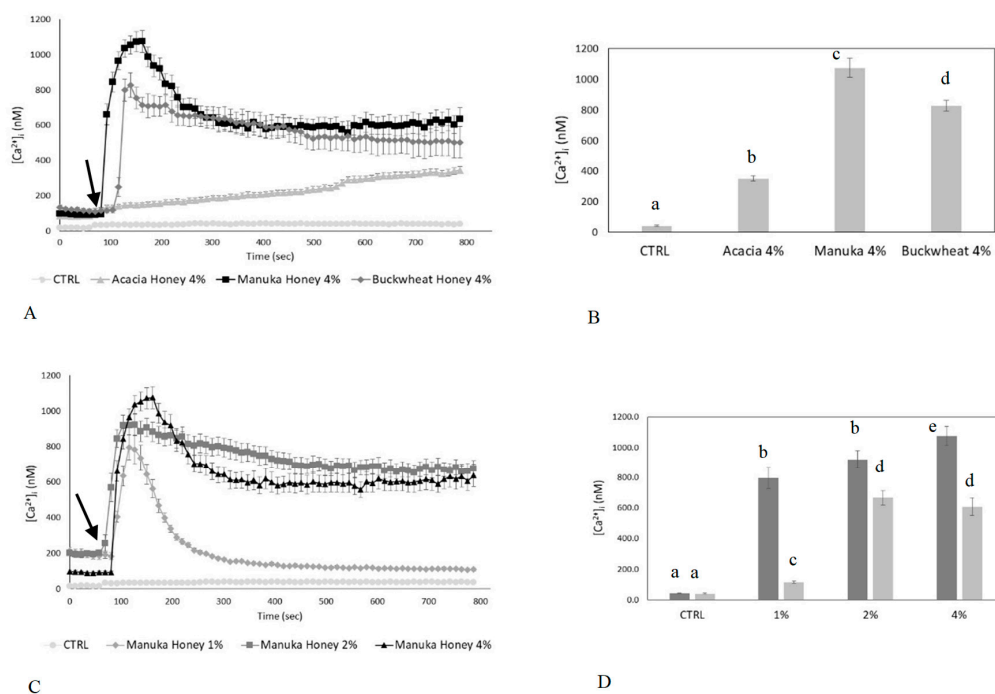 1200
1000
800
600
400
200
0
[Ca²⁺]ᵢ (nM)
0 100 200 300 400 500 600 700 800
Time (sec)
CTRL Acacia Honey 4% Manuka Honey 4% Buckwheat Honey 4%
A
1200
1000
800
600
400
200
0
[Ca²⁺]ᵢ (nM)
a
b
c
d
CTRL Acacia 4% Manuka 4% Buckwheat 4%
B
1200
1000
800
600
400
200
0
[Ca²⁺]ᵢ (nM)
0 100 200 300 400 500 600 700 800
Time (sec)
CTRL Manuka Honey 1% Manuka Honey 2% Manuka Honey 4%
C
1200.0
1000.0
800.0
600.0
400.0
200.0
0.0
[Ca²⁺]ᵢ (nM)
a a
b
c
b
d
e
d
CTRL 1% 2% 4%
D